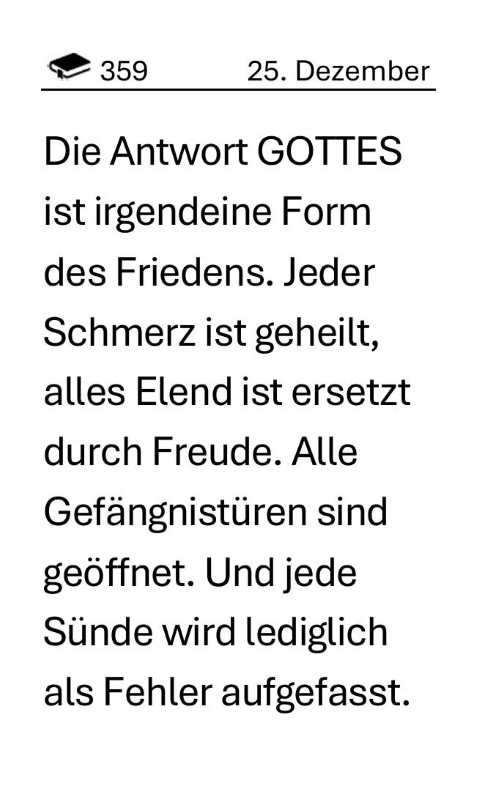 359 25. Dezember
Die Antwort GOTTES
ist irgendeine Form
des Friedens. Jeder
Schmerz ist geheilt,
alles Elend ist ersetzt
durch Freude. Alle
Gefängnistüren sind
geöffnet. Und jede
Sünde wird lediglich
als Fehler aufgefasst.